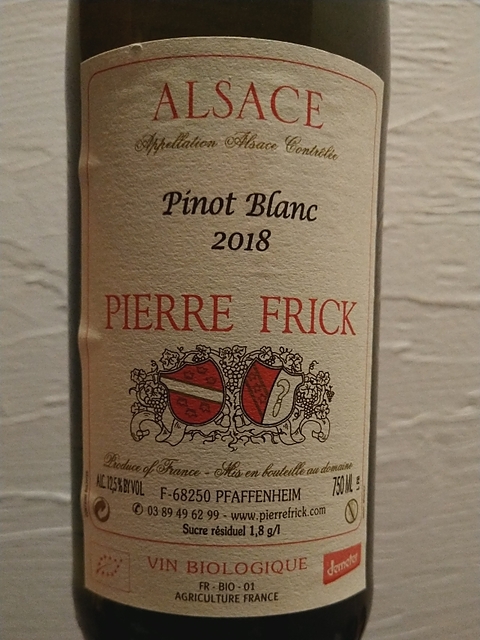 ALSACE
Appellation Alsace Contrôlée
Pinot Blanc
2018
PIERRE FRICK
Produce of France - Mis en bouteille au domaine
ALC. 12,5% BY VOL
F-68250 PFAFFENHEIM
750 ML
03 89 49 62 99 - www.pierrefrick.com
Sucre résiduel 1,8 g/l
VIN BIOLOGIQUE
demeter
FR - BIO - 01
AGRICULTURE FRANCE